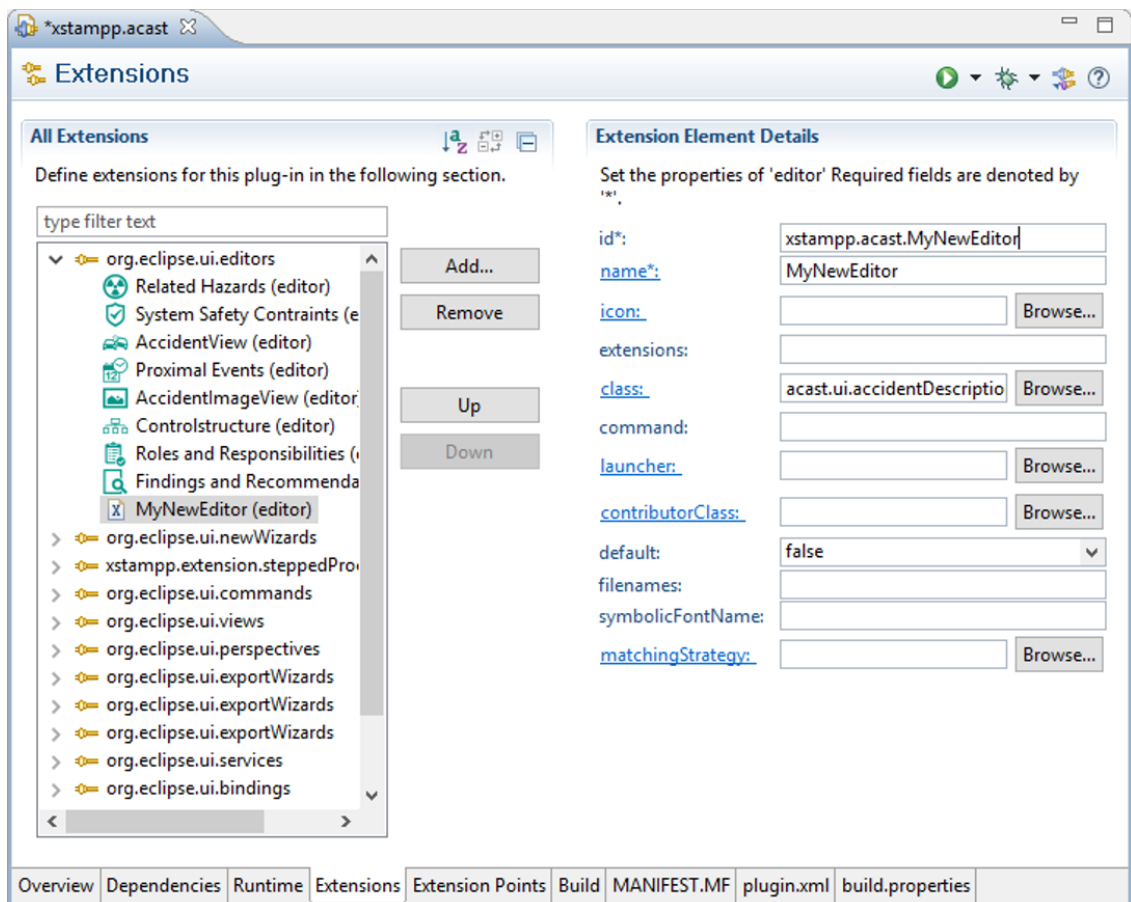 *xstampp.acast
Extensions
All Extensions
Define extensions for this plug-in in the following section.
type filter text
org.eclipse.ui.editors
Related Hazards (editor)
System Safety Contraints (e
AccidentView (editor)
Proximal Events (editor)
AccidentImageView (editor
Controlstructure (editor)
Roles and Responsibilities (
Findings and Recommenda
MyNewEditor (editor)
org.eclipse.ui.newWizards
xstampp.extension.steppedPro
org.eclipse.ui.commands
org.eclipse.ui.views
org.eclipse.ui.perspectives
org.eclipse.ui.exportWizards
org.eclipse.ui.exportWizards
org.eclipse.ui.exportWizards
org.eclipse.ui.services
org.eclipse.ui.bindings
Add...
Remove
Up
Down
Extension Element Details
Set the properties of 'editor' Required fields are denoted by
'*'.
id*: xstampp.acast.MyNewEditor
name*: MyNewEditor
icon: Browse...
extensions:
class: acast.ui.accidentDescriptio Browse...
command:
launcher: Browse...
contributorClass: Browse...
default: false
filenames:
symbolicFontName:
matchingStrategy: Browse...
Overview Dependencies Runtime Extensions Extension Points Build MANIFEST.MF plugin.xml build.properties